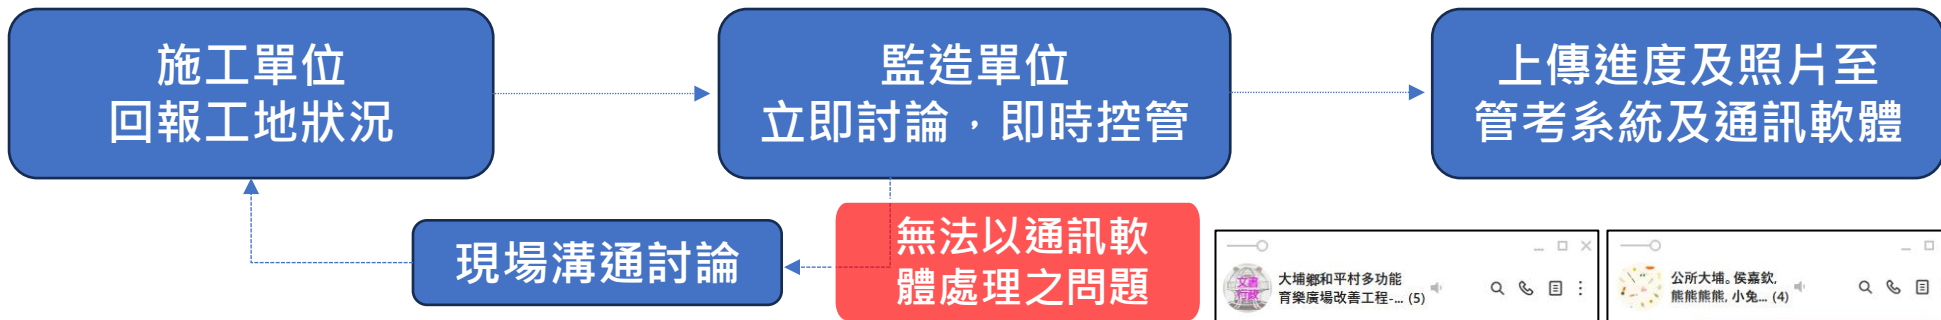 施工單位
回報工地狀況
監造單位
立即討論，即時控管
上傳進度及照片至
管考系統及通訊軟體
現場溝通討論
無法以通訊軟
體處理之問題
文書
行政
大埔鄉和平村多功能
育樂廣場改善工程-... (5)
公所大埔。侯嘉欽,
熊熊熊熊, 小兔... (4)